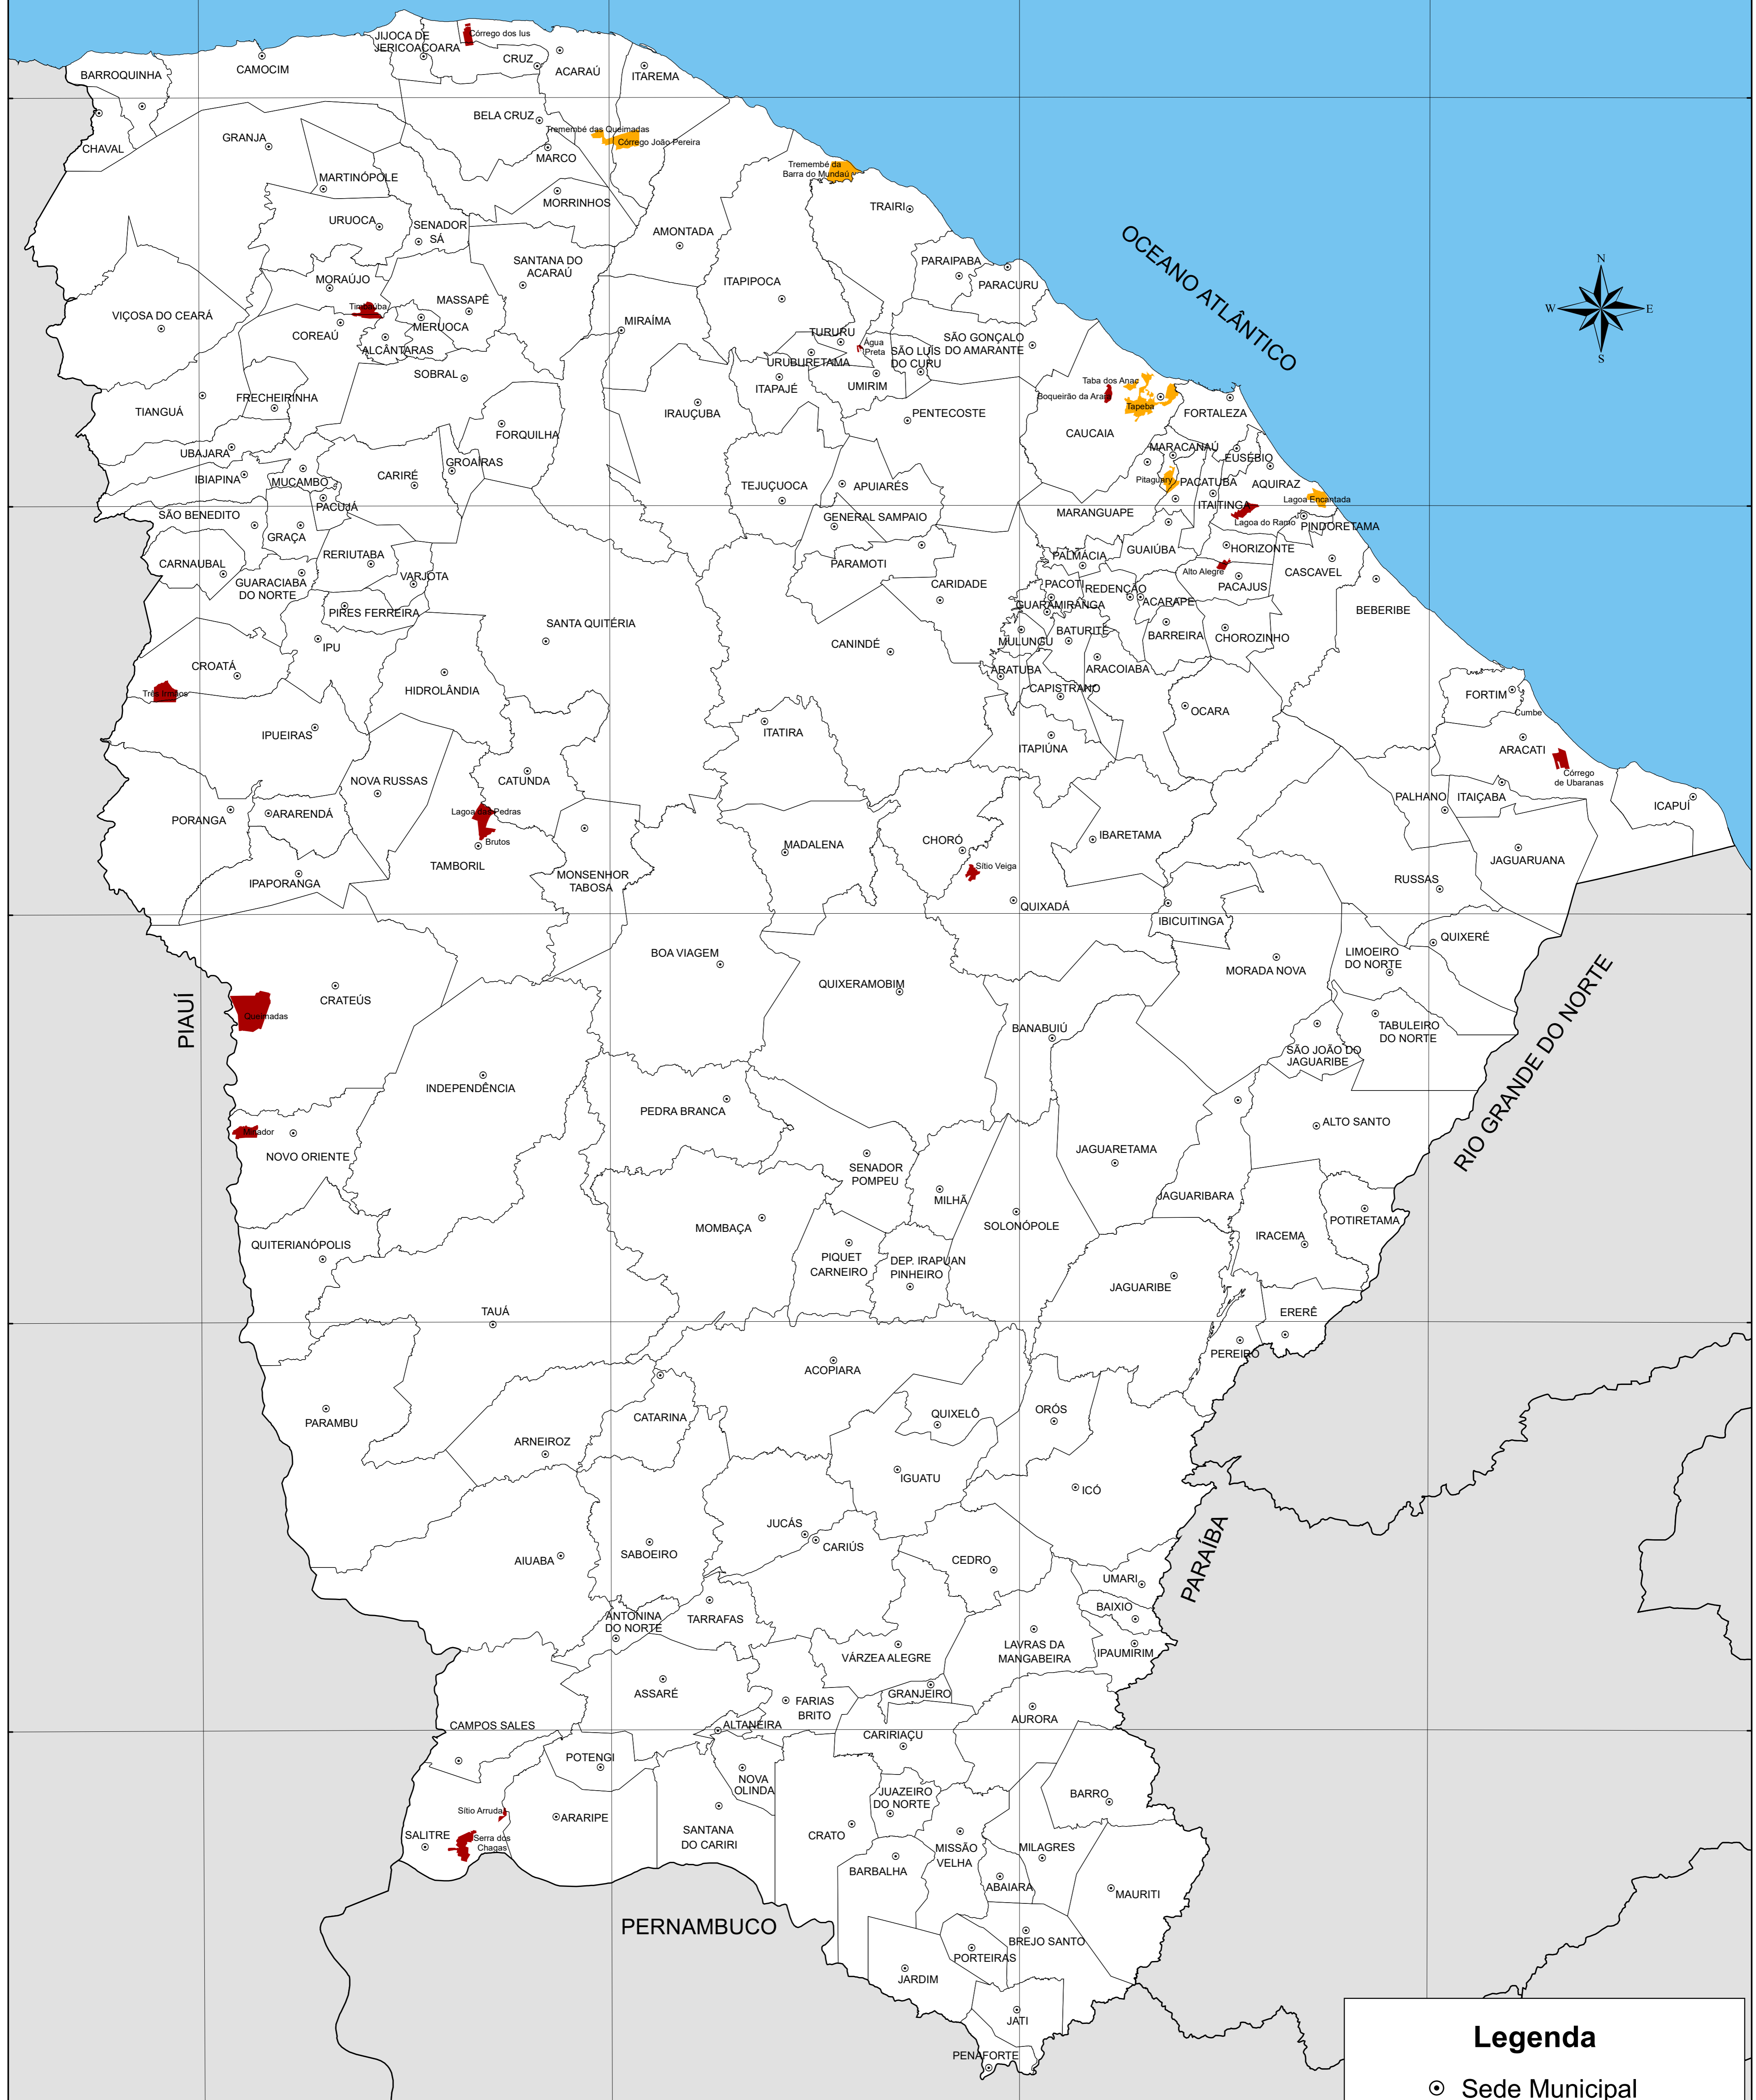 JIJOCA DE
JERICOACOARA
Córrego dos Ius
CRUZ
ACARAÚ
ITAREMA
BARROQUINHA
CAMOCIM
CHAVAL
GRANJA
BELA CRUZ
Tremembé das Queimadas
Córrego João Pereira
MARCO
MARTINÓPOLE
MORRINHOS
Tremembé da
Barra do Mundaú
TRAIRI
URUOCA
SENADOR
SÁ
AMONTADA
OCEANO ATLÂNTICO
N
W
E
S
SANTANA DO
ACARAÚ
PARAIPABA
PARACURU
MORAÚJO
ITAPIPOCA
MASSAPÊ
VIÇOSA DO CEARÁ
Timbaúba
MERUOCA
MIRAÍMA
COREAÚ
ALCÂNTARAS
TURURU
Água
Preta
SÃO LUÍS
DO CURU
SÃO GONÇALO
DO AMARANTE
URUBURETAMA
SOBRAL
ITAPAJÉ
UMIRIM
Taba dos Anac
Boqueirão da Arara
Tapeba
FRECHEIRINHA
TIANGUÁ
IRAUÇUBA
PENTECOSTE
FORTALEZA
FORQUILHA
CAUCAIA
UBAJARA
MARACANAÚ
EUSÉBIO
IBIAPINA
MUCAMBO
CARIRÉ
GROAÍRAS
TEJUÇUOCA
APUIARÉS
Pitaguary
PACATUBA
AQUIRAZ
PACUJÁ
ITAITINGA
Lagoa Encantada
SÃO BENEDITO
GENERAL SAMPAIO
MARANGUAPE
Lagoa do Ramo
PINDORETAMA
GRAÇA
CARNAUBAL
RERIUTABA
PARAMOTI
PALMÁCIA
GUAIÚBA
HORIZONTE
Alto Alegre
CASCAVEL
GUARACIABA
DO NORTE
VARJOTA
CARIDADE
PACOTI
REDENÇÃO
PACAJUS
PIRES FERREIRA
GUARAMIRANGA
ACARAPE
BEBERIBE
SANTA QUITÉRIA
MULUNGU
BATURITÉ
BARREIRA
CHOROZINHO
IPU
CANINDÉ
CROATÁ
ARATUBA
ARACOIABA
Três Irmãos
HIDROLÂNDIA
CAPISTRANO
FORTIM
OCARA
Cumbe
IPUEIRAS
ITATIRA
ITAPIÚNA
ARACATI
Córrego
de Ubaranas
NOVA RUSSAS
CATUNDA
PALHANO
ITAIÇABA
ICAPUÍ
PORANGA
ARARENDÁ
Lagoa das Pedras
Brutos
MADALENA
CHORÓ
IBARETAMA
TAMBORIL
Sítio Veiga
JAGUARUANA
IPAPORANGA
MONSENHOR
TABOSA
RUSSAS
QUIXADÁ
IBICUITINGA
QUIXERÉ
BOA VIAGEM
LIMOEIRO
DO NORTE
MORADA NOVA
QUIXERAMOBIM
CRATEÚS
Queimadas
PIAUÍ
BANABUIÚ
TABULEIRO
DO NORTE
SÃO JOÃO DO
JAGUARIBE
RIO GRANDE DO NORTE
INDEPENDÊNCIA
PEDRA BRANCA
ALTO SANTO
Mirador
NOVO ORIENTE
JAGUARETAMA
SENADOR
POMPEU
MILHÃ
JAGUARIBARA
MOMBAÇA
SOLONÓPOLE
POTIRETAMA
IRACEMA
QUITERIANÓPOLIS
PIQUET
CARNEIRO
DEP. IRAPUAN
PINHEIRO
JAGUARIBE
TAUÁ
ERERÊ
PEREIRO
ACOPIARA
PARAMBU
CATARINA
QUIXELÔ
ORÓS
ARNEIROZ
IGUATU
ICÓ
JUCÁS
CARIÚS
SABOEIRO
AIUABA
CEDRO
PARAÍBA
UMARI
BAIXIO
ANTONINA
DO NORTE
TARRAFAS
LAVRAS DA
MANGABEIRA
IPAUMIRIM
VÁRZEA ALEGRE
ASSARÉ
GRANJEIRO
FARIAS
BRITO
AURORA
CAMPOS SALES
ALTANEIRA
CARIRIAÇU
POTENGI
NOVA
OLINDA
JUAZEIRO
DO NORTE
BARRO
Sítio Arruda
ARARIPE
SALITRE
Serra dos
Chagas
SANTANA
DO CARIRI
CRATO
MISSÃO
VELHA
MILAGRES
BARBALHA
ABAIARA
MAURITI
PERNAMBUCO
BREJO SANTO
PORTEIRAS
JARDIM
JATI
PENAFORTE
Legenda
Sede Municipal